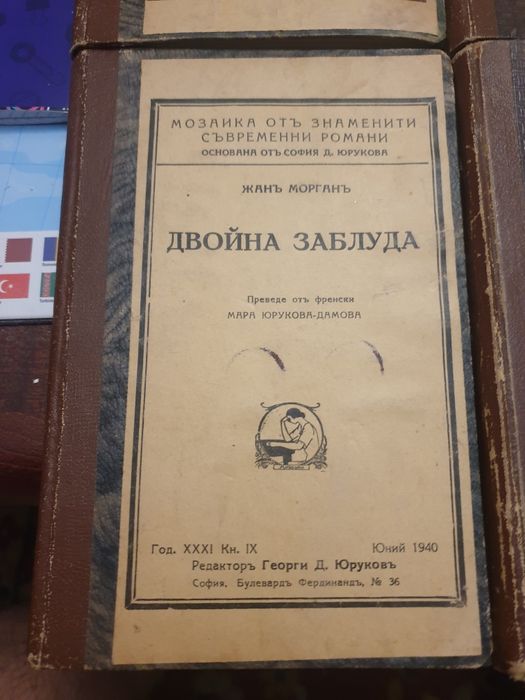 МОЗАИКА ОТЪ ЗНАМЕНИТИ
СЪВРЕМЕННИ РОМАНИ
ОСНОВАНА ОТЪ СОФИЯ Д. ЮРУКОВА
ЖАНЪ МОРГАНЪ
ДВОЙНА ЗАБЛУДА
Преведе отъ френски
МАРА ЮРУКОВА-ДАМОВА
Год. XXXI Кн. IX
Юний 1940
Редакторъ Георги Д. Юруковъ
София, Булевардъ Фердинандъ, № 36